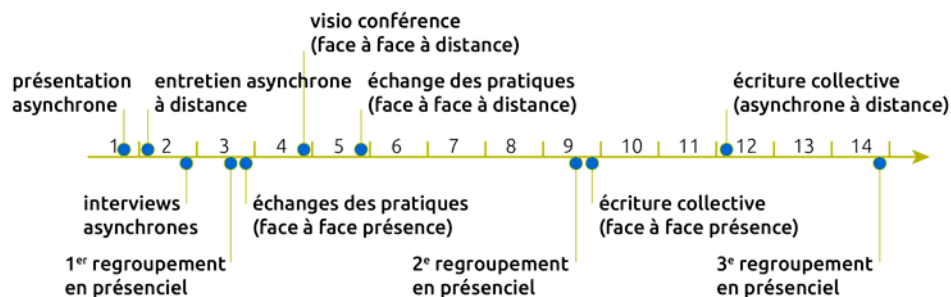 visio conférence
(face à face à distance)
présentation
asynchrone
entretien asynchrone
à distance
échange des pratiques
(face à face à distance)
écriture collective
(asynchrone à distance)
1 2 3 4 5 6 7 8 9 10 11 12 13 14
interviews
asynchrones
échanges des pratiques
(face à face présence)
écriture collective
(face à face présence)
1er regroupement
en présenciel
2e regroupement
en présenciel
3e regroupement
en présenciel